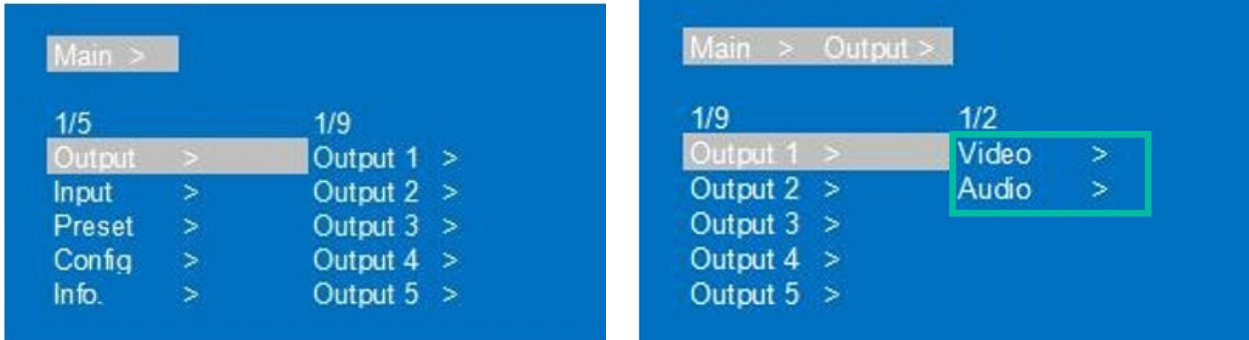 Main >
1/5 1/9
Output > Output 1 >
Input > Output 2 >
Preset > Output 3 >
Config > Output 4 >
Info. > Output 5 >
Main > Output >
1/9 1/2
Output 1 > Video >
Output 2 > Audio >
Output 3 >
Output 4 >
Output 5 >